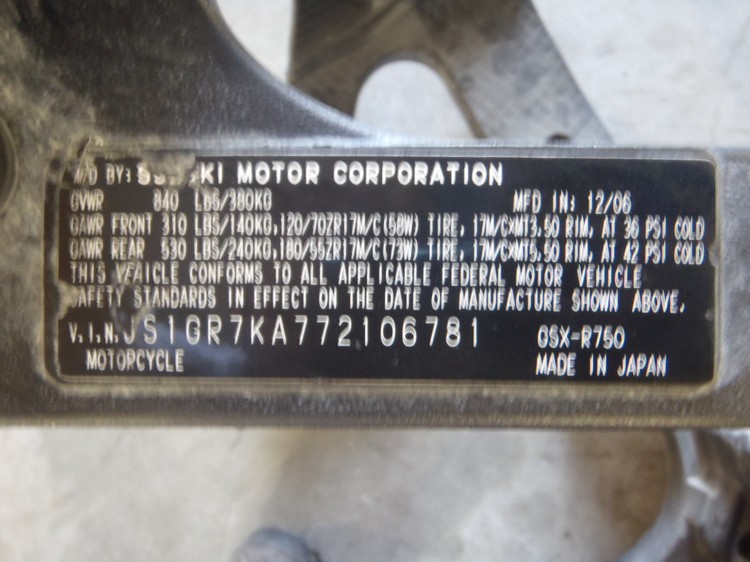 BY: SUZUKI MOTOR CORPORATION
GVWR 840 LBS/380KG MFD IN: 12/06
GAWR FRONT 310 LBS/140KG,120/70ZR17M/C(58W) TIRE, 17M/C×MT3.50 RIM, AT 36 PSI COLD
GAWR REAR 530 LBS/240KG,180/55ZR17M/C(73W) TIRE, 17M/C×MT5.50 RIM, AT 42 PSI COLD
THIS VEHICLE CONFORMS TO ALL APPLICABLE FEDERAL MOTOR VEHICLE
SAFETY STANDARDS IN EFFECT ON THE DATE OF MANUFACTURE SHOWN ABOVE.
V.I.N. JS1GR7KA772106781 GSX-R750
MOTORCYCLE MADE IN JAPAN